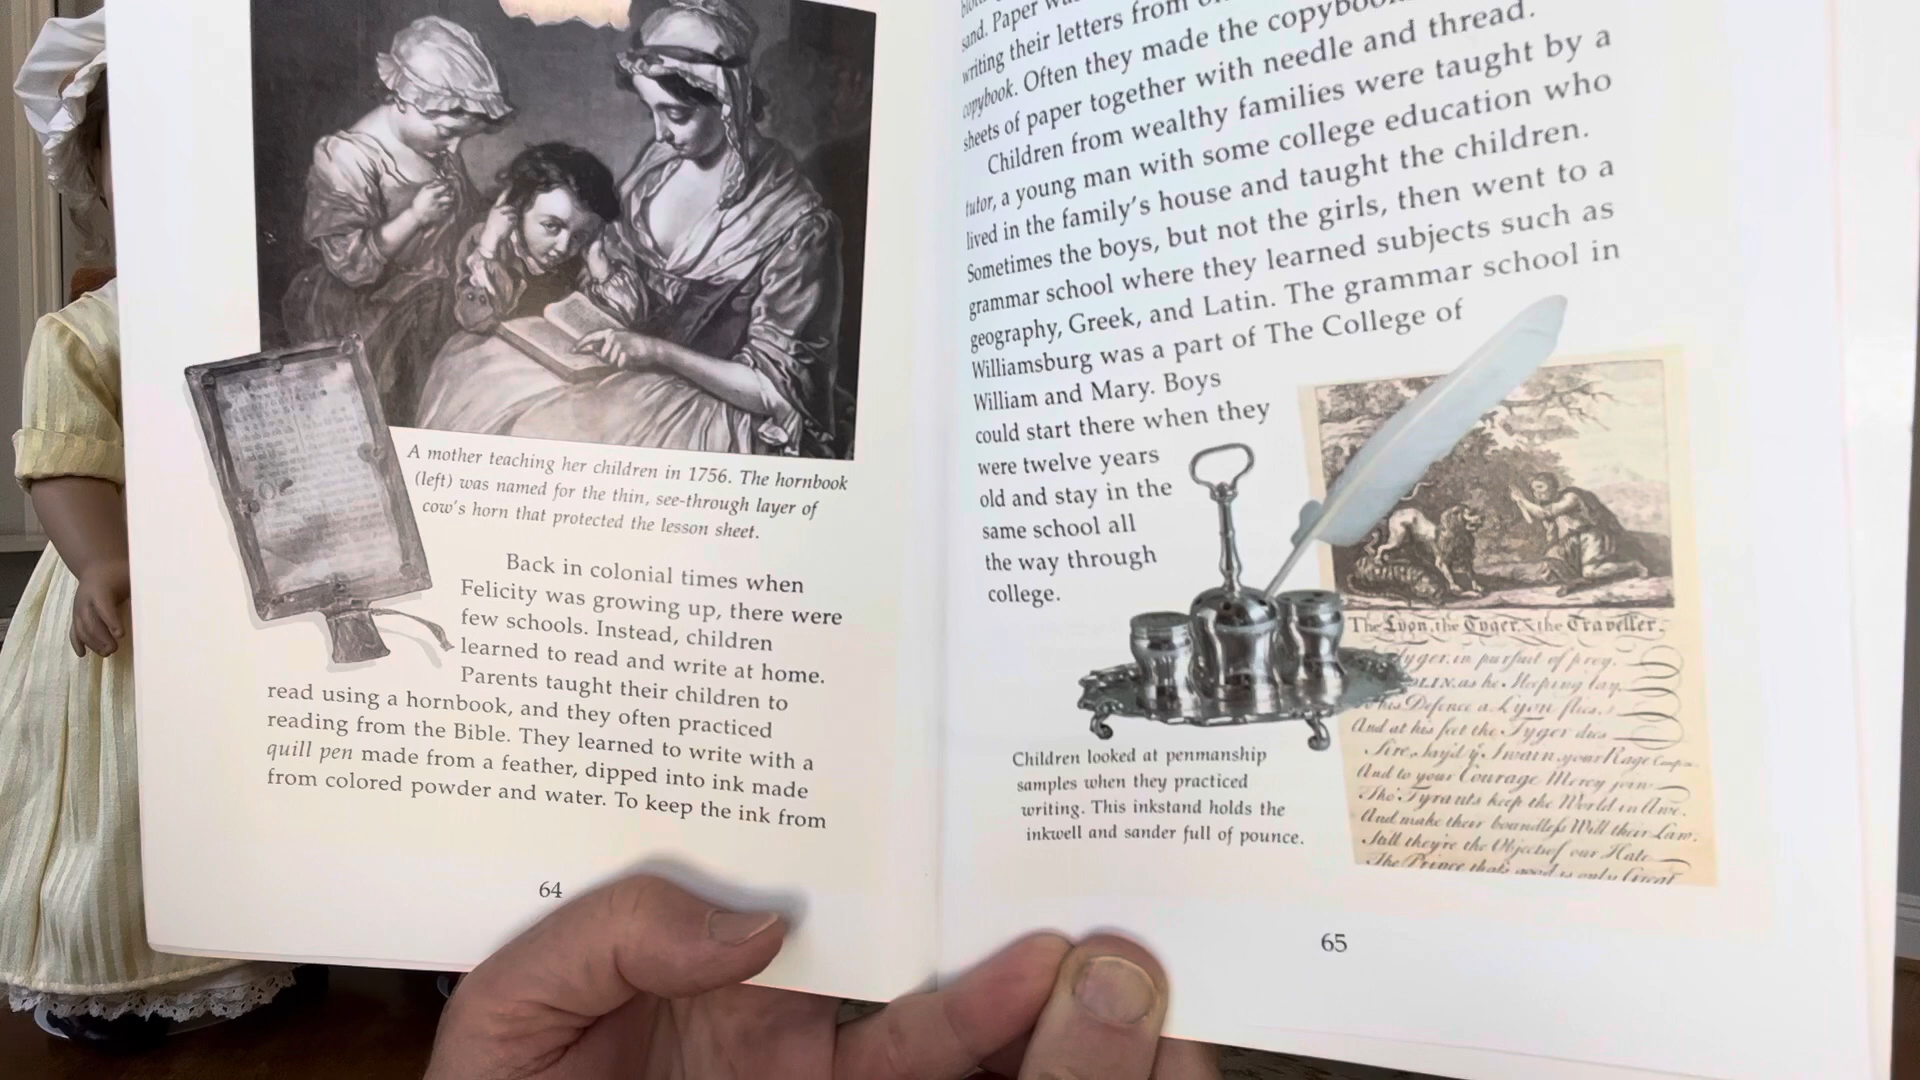 A mother teaching her children in 1756. The hornbook
(left) was named for the thin, see-through layer of
cow's horn that protected the lesson sheet.
Back in colonial times when
Felicity was growing up, there were
few schools. Instead, children
learned to read and write at home.
Parents taught their children to
read using a hornbook, and they often practiced
reading from the Bible. They learned to write with a
quill pen made from a feather, dipped into ink made
from colored powder and water. To keep the ink from
64
sand. Paper
writing their letters from
copybook. Often they made the
sheets of paper together with needle and thread.
Children from wealthy families were taught by a
tutor, a young man with some college education who
lived in the family's house and taught the children.
Sometimes the boys, but not the girls, then went to a
grammar school where they learned subjects such as
geography, Greek, and Latin. The grammar school in
Williamsburg was a part of The College of
William and Mary. Boys
could start there when they
were twelve years
old and stay in the
same school all
the way through
college.
Children looked at penmanship
samples when they practiced
writing. This inkstand holds the
inkwell and sander full of pounce.
The Lyon, the Tyger, & the Traveller.
Tyger, in pursuit of prey,
as he Sleeping lay,
his Defence a Lyon flies,
And at his feet the Tyger dies
Swain, your Rage
And to your Courage Mercy join
The Tyrants keep the World in Awe.
And make their boundless Will their Law.
Still they're the Objects of our Hate
The Prince that's good is only Great
65